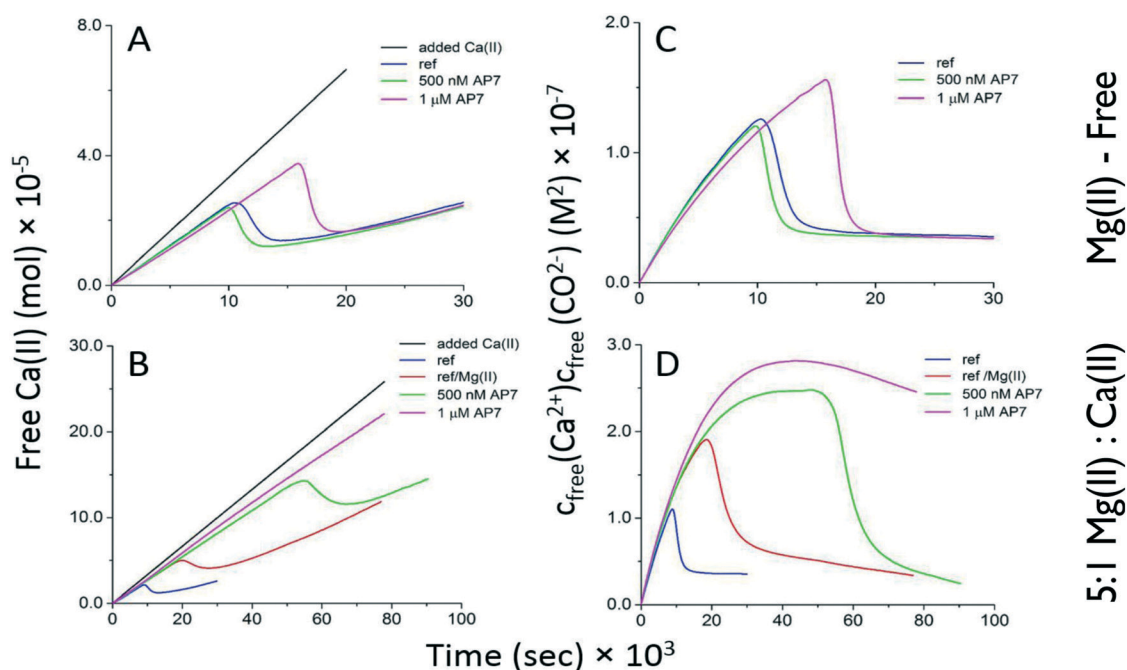 A
8.0
4.0
0.0
0
10
20
30
added Ca(II)
ref
500 nM AP7
1 μM AP7
C
2.0
1.0
0.0
0
10
20
30
ref
500 nM AP7
1 μM AP7
Mg(II) - Free
B
30.0
20.0
10.0
0.0
0
20
40
60
80
100
added Ca(II)
ref
ref/Mg(II)
500 nM AP7
1 μM AP7
D
3.0
2.0
1.0
0.0
0
20
40
60
80
100
ref
ref /Mg(II)
500 nM AP7
1 μM AP7
5:I Mg(II) : Ca(II)
Free Ca(II) (mol) × 10⁻⁵
c_free(Ca²⁺)c_free (CO²⁻) (M²) × 10⁻⁷
Time (sec) × 10³